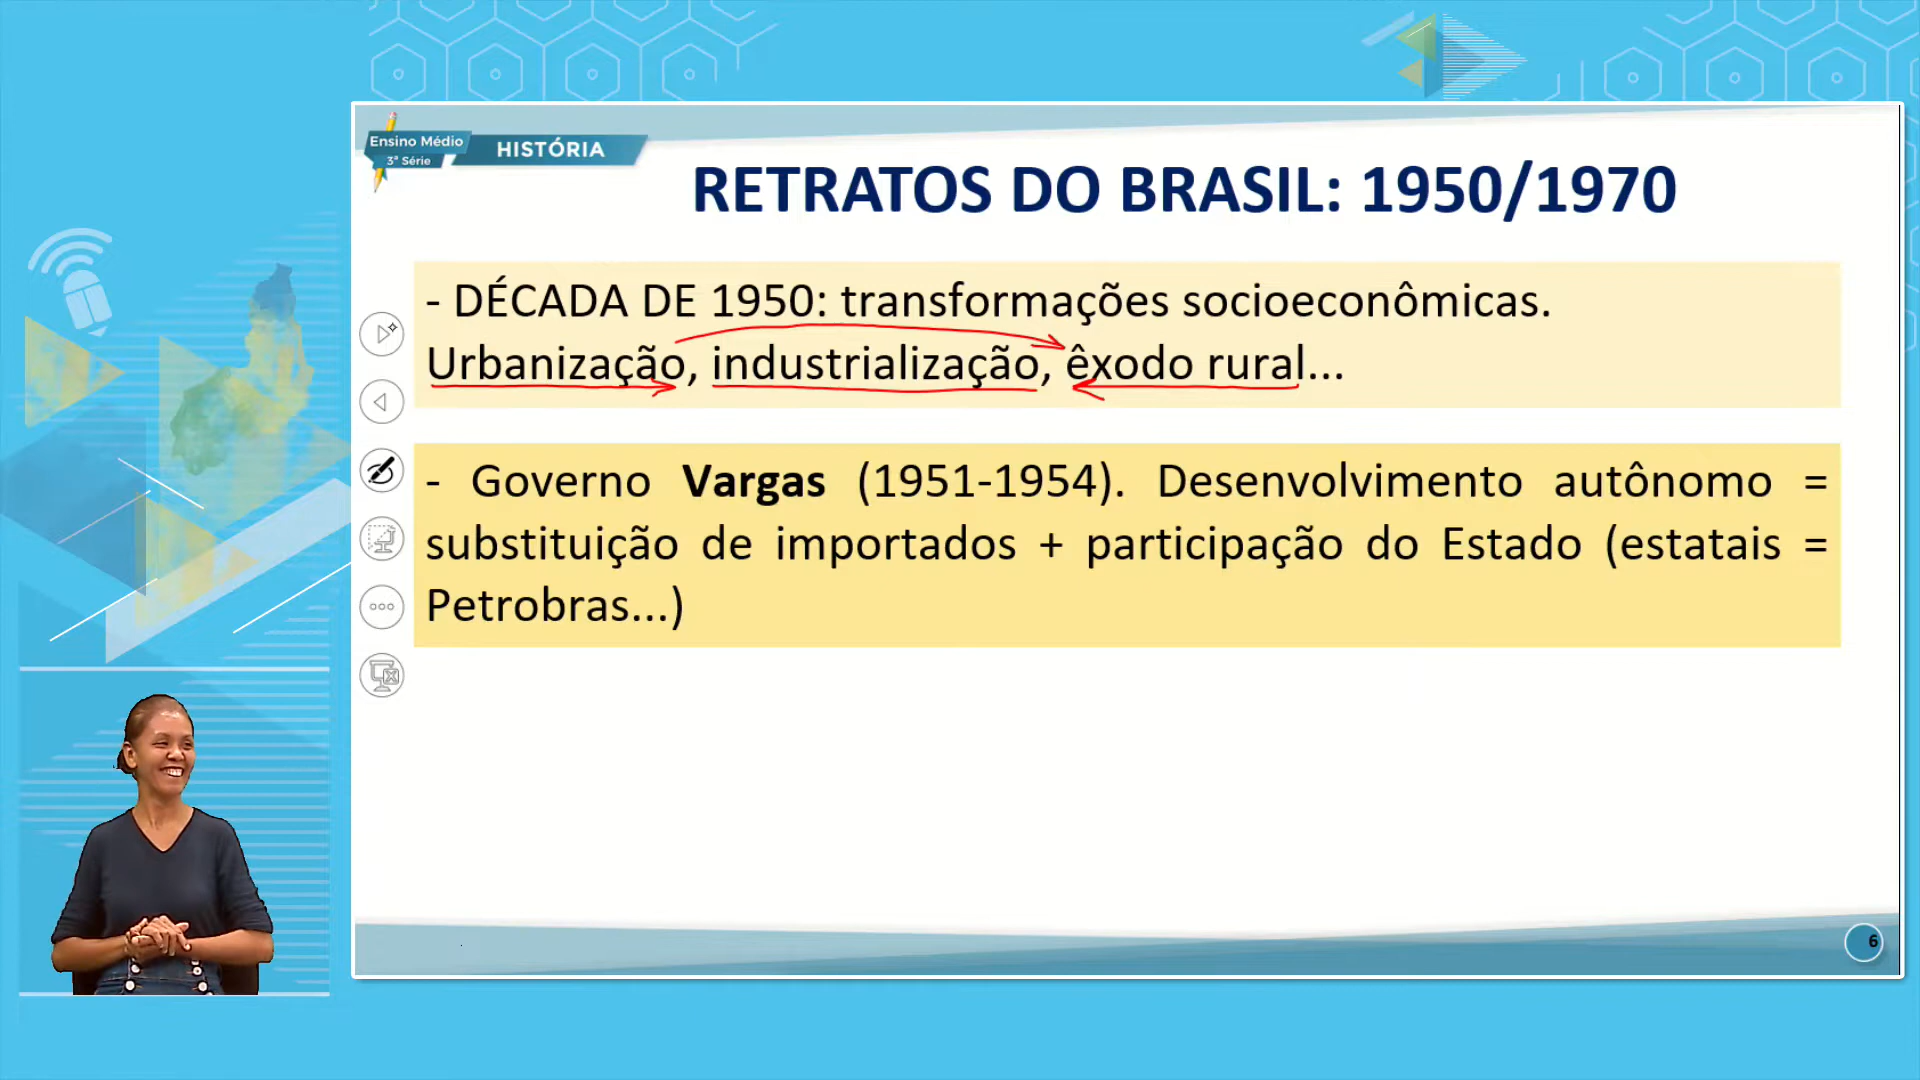 Ensino Médio
3ª Série
HISTÓRIA
RETRATOS DO BRASIL: 1950/1970
- DÉCADA DE 1950: transformações socioeconômicas.
Urbanização, industrialização, êxodo rural...
- Governo Vargas (1951-1954). Desenvolvimento autônomo =
substituição de importados + participação do Estado (estatais =
Petrobras...)
6